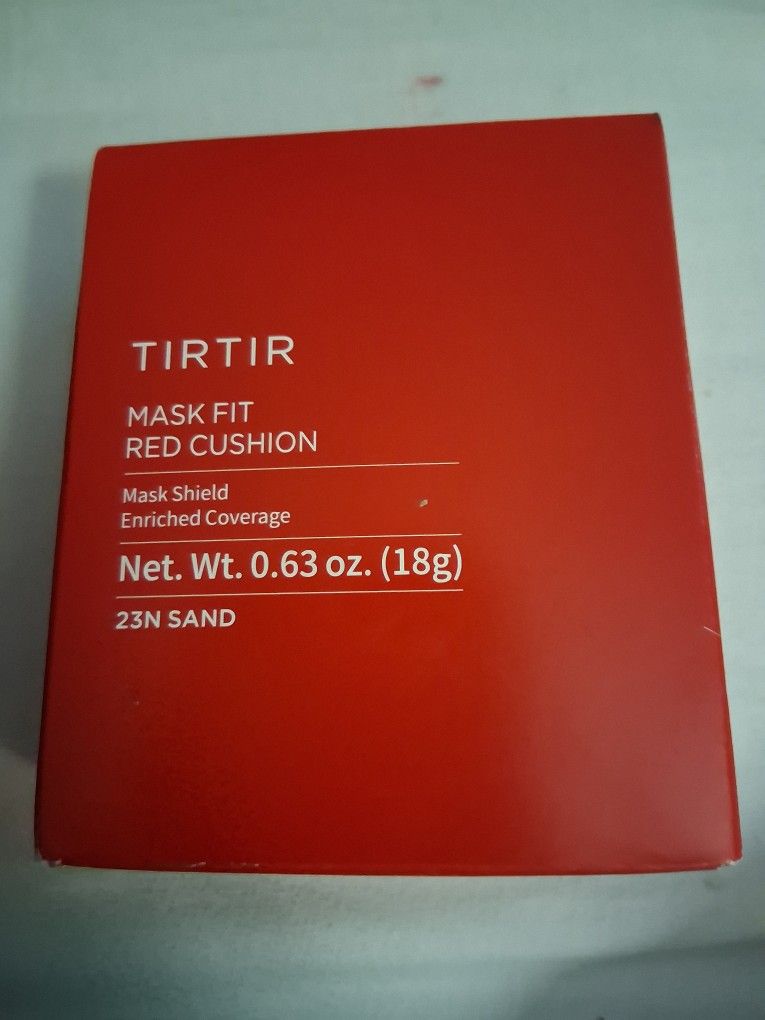 TIRTIR
MASK FIT
RED CUSHION
Mask Shield
Enriched Coverage
Net. Wt. 0.63 oz. (18g)
23N SAND